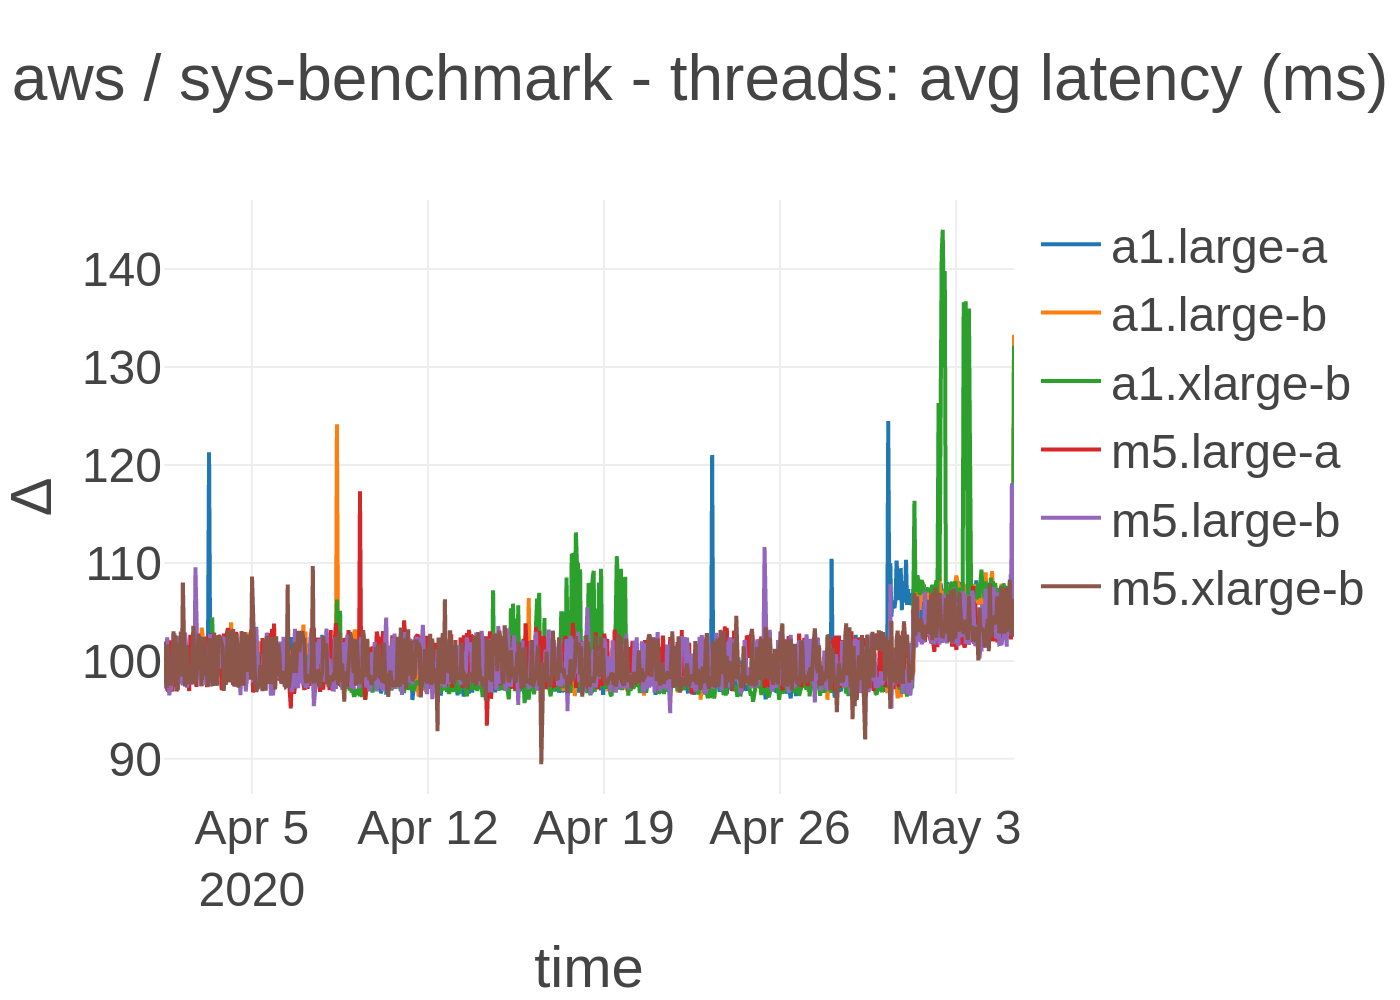 aws / sys-benchmark - threads: avg latency (ms)
140
130
120
110
100
90
Δ
Apr 5
2020
Apr 12
Apr 19
Apr 26
May 3
time
a1.large-a
a1.large-b
a1.xlarge-b
m5.large-a
m5.large-b
m5.xlarge-b